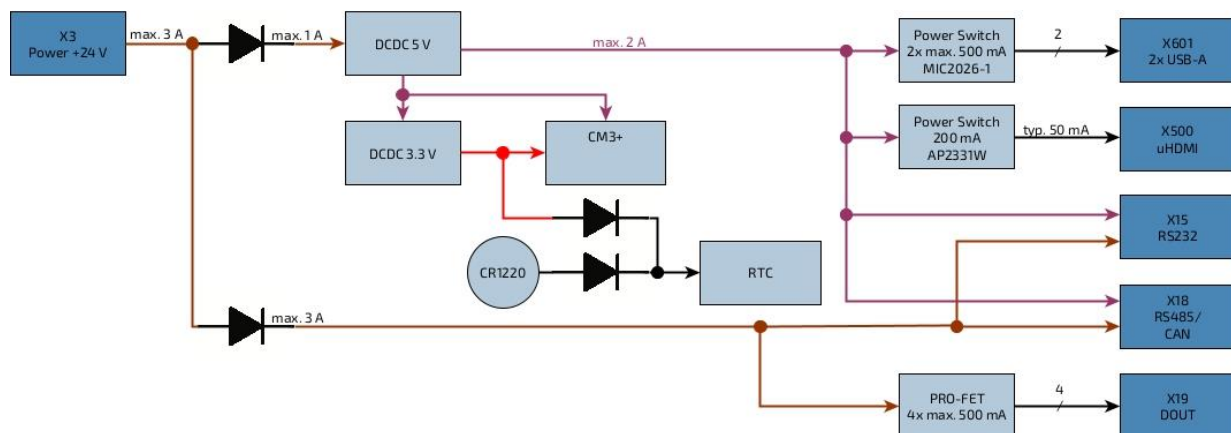 X3
Power +24 V
max. 3 A
max. 1 A
DCDC 5 V
max. 2 A
Power Switch
2x max. 500 mA
MIC2026-1
2
X601
2x USB-A
DCDC 3.3 V
CM3+
Power Switch
200 mA
AP2331W
typ. 50 mA
X500
uHDMI
X15
RS232
CR1220
RTC
max. 3 A
X18
RS485/
CAN
PRO-FET
4x max. 500 mA
4
X19
DOUT